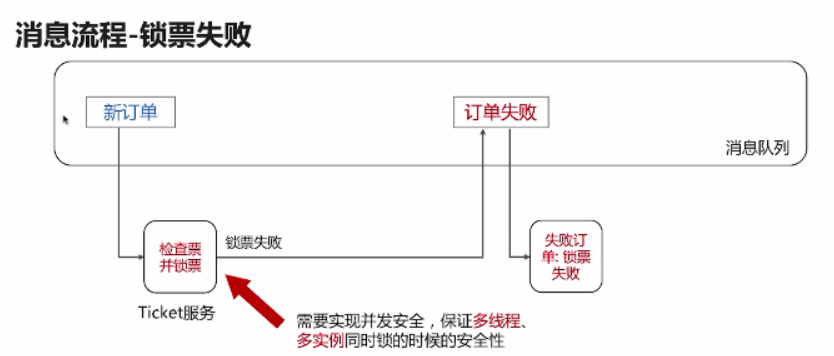 消息流程-锁票失败
新订单
订单失败
消息队列
检查票
并锁票
锁票失败
失败订
单: 锁票
失败
Ticket服务
需要实现并发安全，保证多线程、
多实例同时锁的时候的安全性